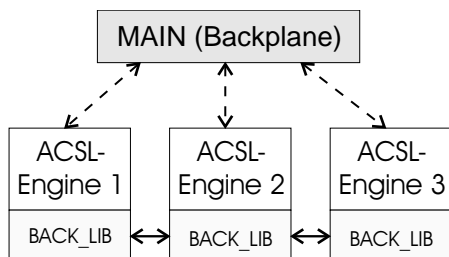 MAIN (Backplane)
ACSL-
Engine 1
ACSL-
Engine 2
ACSL-
Engine 3
BACK_LIB
BACK_LIB
BACK_LIB